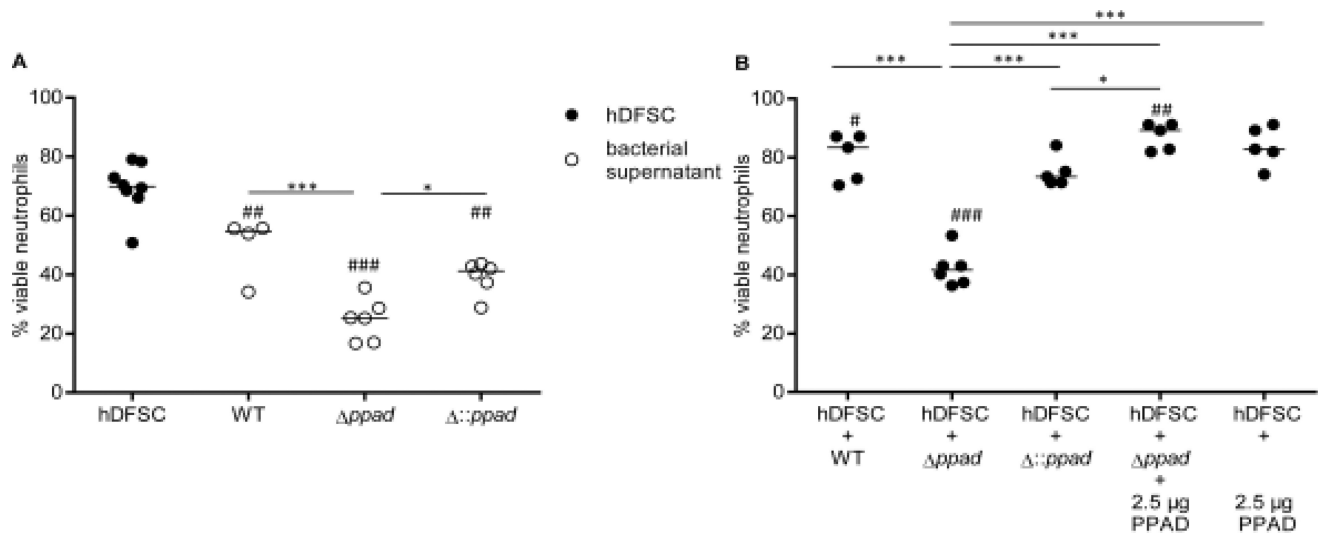 A
% viable neutrophils
100
80
60
40
20
0
***
*
##
###
##
hDFSC
WT
Δppad
Δ::ppad
hDFSC
bacterial
supernatant
B
% viable neutrophils
100
80
60
40
20
0
***
***
***
***
*
#
###
##
hDFSC
+
WT
hDFSC
+
Δppad
hDFSC
+
Δ::ppad
hDFSC
+
Δppad
+
2.5 µg
PPAD
hDFSC
+
2.5 µg
PPAD